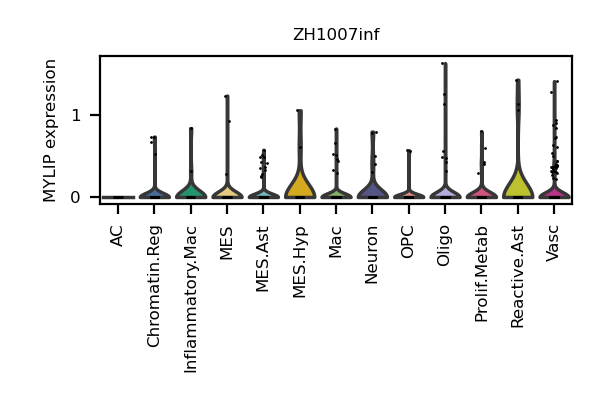 ZH1007inf
MYLIP expression
1
0
AC
Chromatin.Reg
Inflammatory.Mac
MES
MES.Ast
MES.Hyp
Mac
Neuron
OPC
Oligo
Prolif.Metab
Reactive.Ast
Vasc